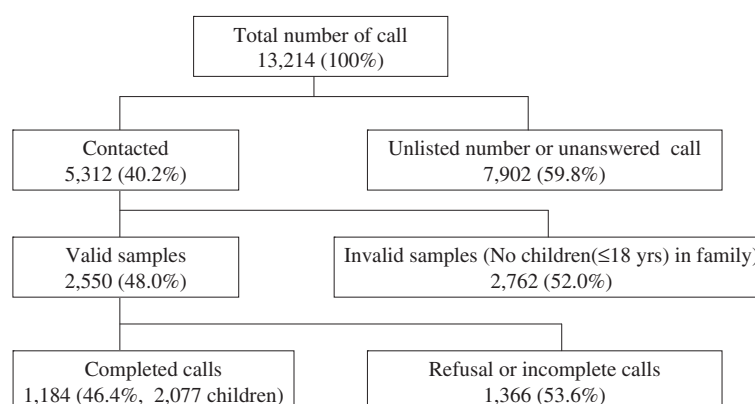 Total number of call
13,214 (100%)
Contacted
5,312 (40.2%)
Unlisted number or unanswered call
7,902 (59.8%)
Valid samples
2,550 (48.0%)
Invalid samples (No children(≤18 yrs) in family)
2,762 (52.0%)
Completed calls
1,184 (46.4%, 2,077 children)
Refusal or incomplete calls
1,366 (53.6%)